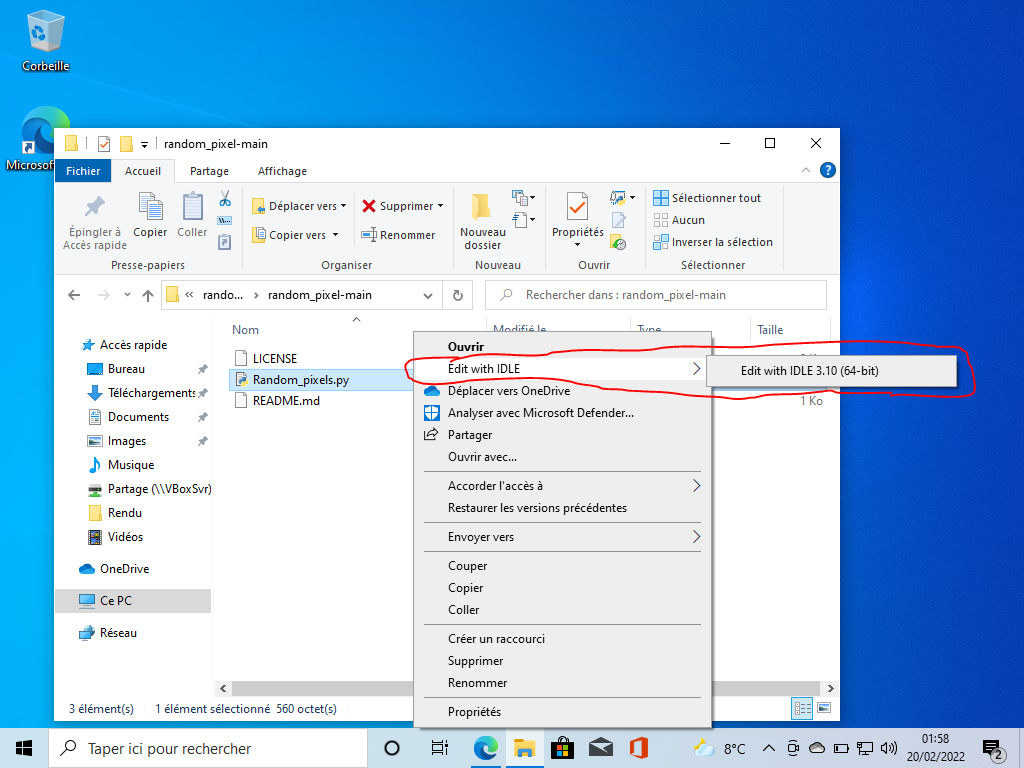 Corbeille
Microsoft
random_pixel-main
Fichier
Accueil
Partage
Affichage
Épingler à
Accès rapide
Copier
Coller
Presse-papiers
Déplacer vers
Copier vers
Supprimer
Renommer
Organiser
Nouveau
dossier
Nouveau
Propriétés
Ouvrir
Sélectionner tout
Aucun
Inverser la sélection
Sélectionner
« rando... > random_pixel-main
Rechercher dans : random_pixel-main
Accès rapide
Bureau
Téléchargements
Documents
Images
Musique
Partage (\\VBoxSvr)
Rendu
Vidéos
OneDrive
Ce PC
Réseau
Nom
Modifié le
Type
Taille
LICENSE
Random_pixels.py
README.md
1 Ko
Ouvrir
Edit with IDLE
Edit with IDLE 3.10 (64-bit)
Déplacer vers OneDrive
Analyser avec Microsoft Defender...
Partager
Ouvrir avec...
Accorder l'accès à
Restaurer les versions précédentes
Envoyer vers
Couper
Copier
Coller
Créer un raccourci
Supprimer
Renommer
Propriétés
3 élément(s)
1 élément sélectionné 560 octet(s)
Taper ici pour rechercher
8°C
01:58
20/02/2022
2